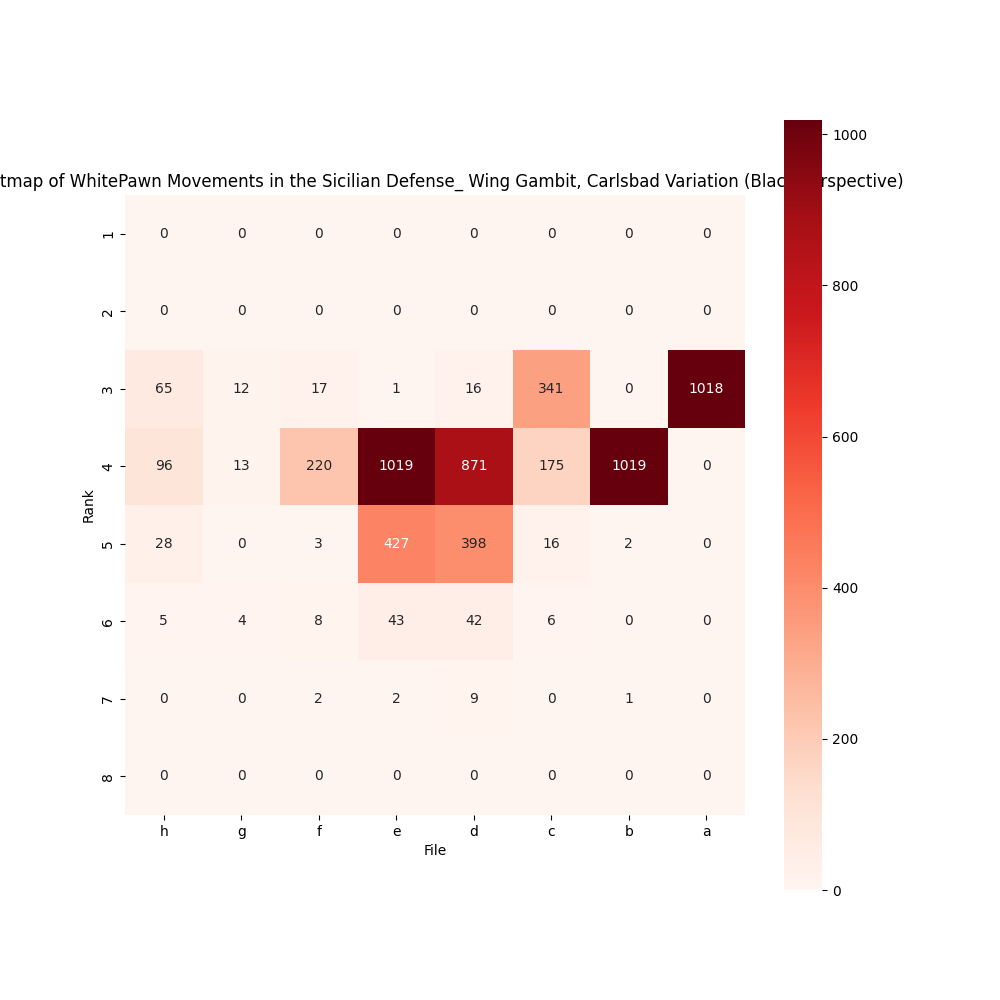 tmap of WhitePawn Movements in the Sicilian Defense_ Wing Gambit, Carlsbad Variation (Blac rspective)
1000
800
600
400
200
0
Rank
1 0 0 0 0 0 0 0 0
2 0 0 0 0 0 0 0 0
3 65 12 17 1 16 341 0 1018
4 96 13 220 1019 871 175 1019 0
5 28 0 3 427 398 16 2 0
6 5 4 8 43 42 6 0 0
7 0 0 2 2 9 0 1 0
8 0 0 0 0 0 0 0 0
h g f e d c b a
File